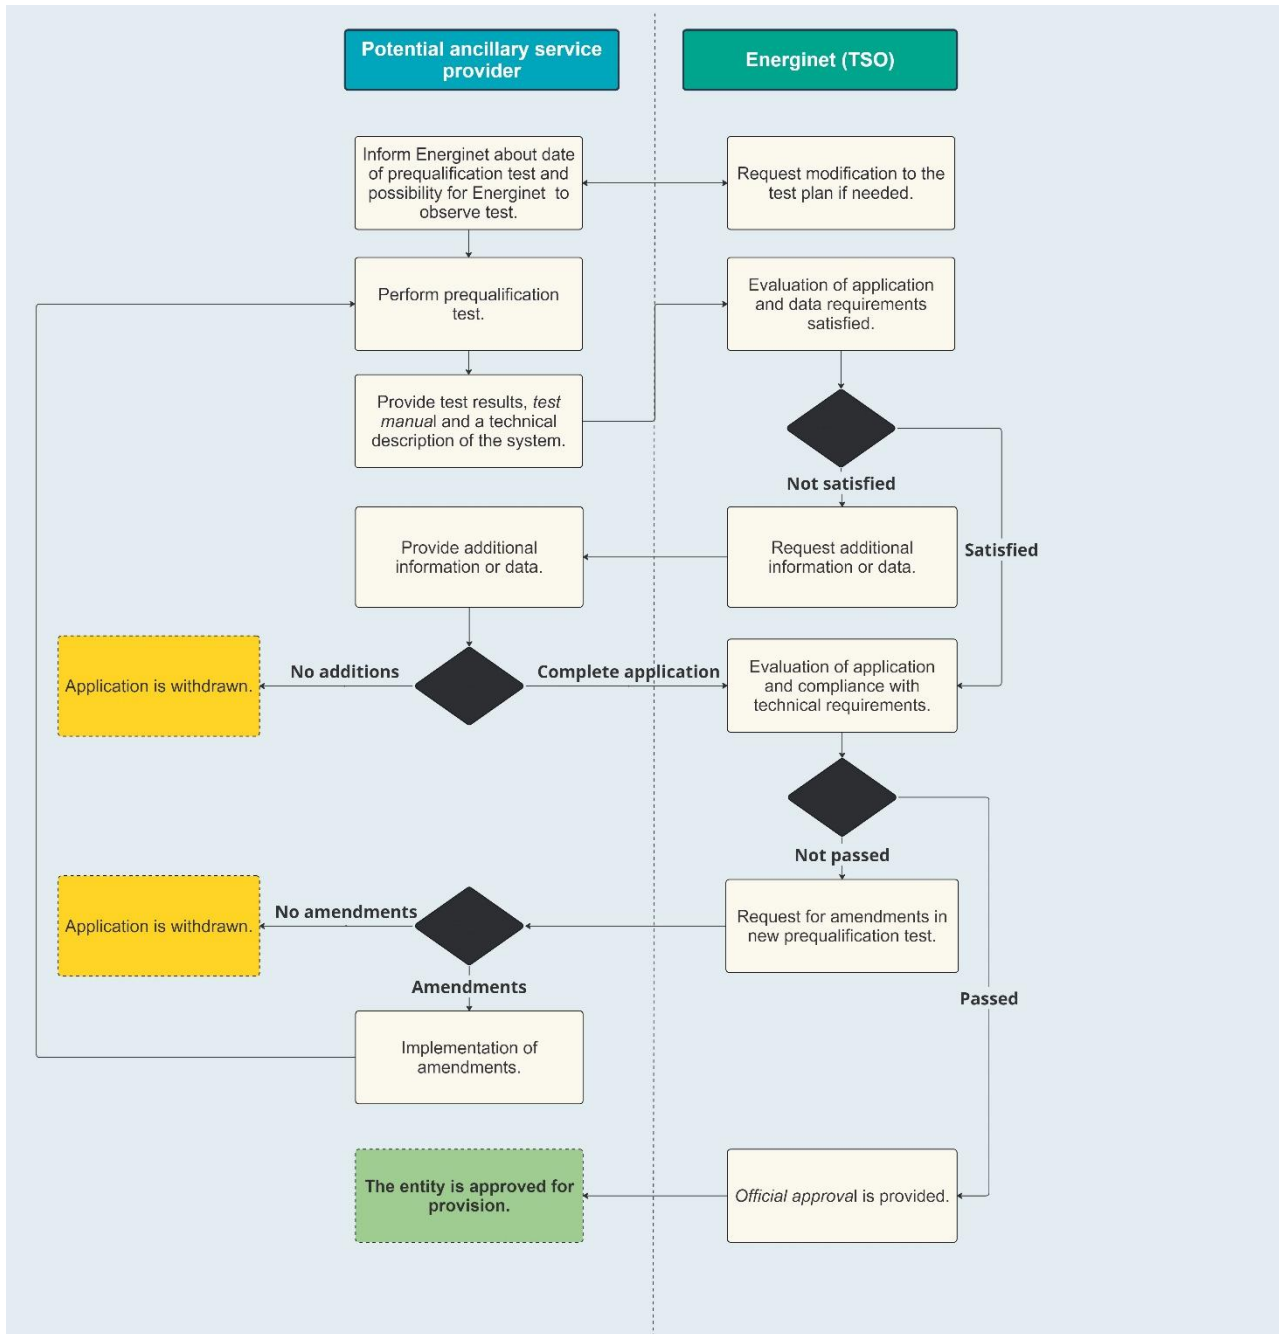 Potential ancillary service
provider
Energinet (TSO)
Inform Energinet about date
of prequalification test and
possibility for Energinet to
observe test.
Request modification to the
test plan if needed.
Perform prequalification
test.
Evaluation of application
and data requirements
satisfied.
Provide test results, test
manual and a technical
description of the system.
Not satisfied
Satisfied
Provide additional
information or data.
Request additional
information or data.
Application is withdrawn.
No additions
Complete application
Evaluation of application
and compliance with
technical requirements.
Not passed
Passed
Application is withdrawn.
No amendments
Request for amendments in
new prequalification test.
Amendments
Implementation of
amendments.
The entity is approved for
provision.
Official approval is provided.